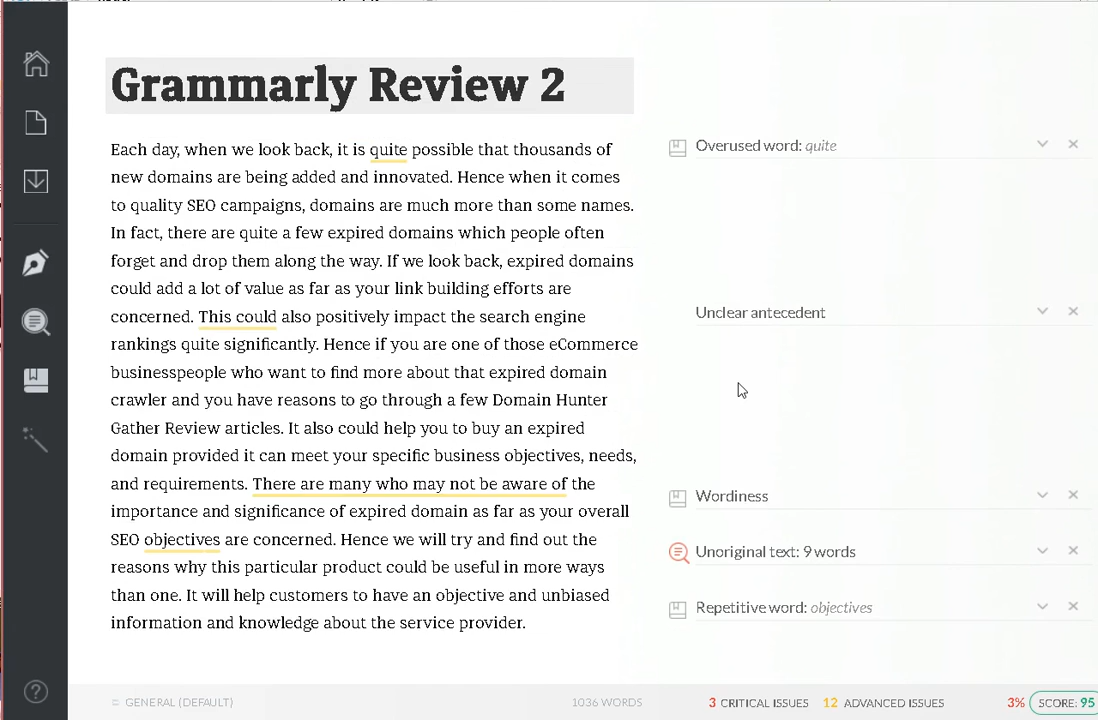 Grammarly Review 2
Each day, when we look back, it is quite possible that thousands of
new domains are being added and innovated. Hence when it comes
to quality SEO campaigns, domains are much more than some names.
In fact, there are quite a few expired domains which people often
forget and drop them along the way. If we look back, expired domains
could add a lot of value as far as your link building efforts are
concerned. This could also positively impact the search engine
rankings quite significantly. Hence if you are one of those eCommerce
businesspeople who want to find more about that expired domain
crawler and you have reasons to go through a few Domain Hunter
Gather Review articles. It also could help you to buy an expired
domain provided it can meet your specific business objectives, needs,
and requirements. There are many who may not be aware of the
importance and significance of expired domain as far as your overall
SEO objectives are concerned. Hence we will try and find out the
reasons why this particular product could be useful in more ways
than one. It will help customers to have an objective and unbiased
information and knowledge about the service provider.
Overused word: quite
Unclear antecedent
Wordiness
Unoriginal text: 9 words
Repetitive word: objectives
GENERAL (DEFAULT) 1036 WORDS 3 CRITICAL ISSUES 12 ADVANCED ISSUES 3% SCORE: 95